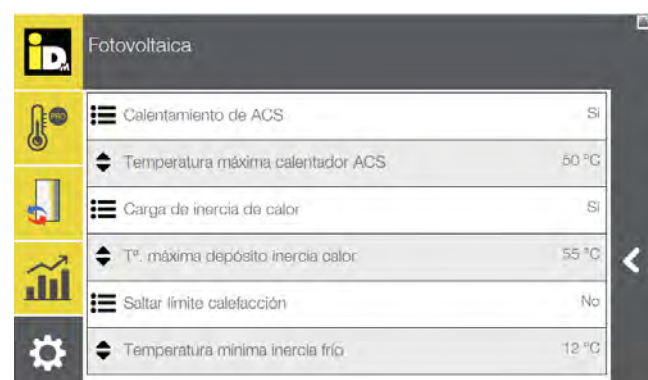 iDM
Fotovoltaica
PRO
Calentamiento de ACS Sí
Temperatura máxima calentador ACS 50 °C
Carga de inercia de calor Sí
Tª. máxima depósito inercia calor 55 °C
Saltar límite calefacción No
Temperatura mínima inercia frío 12 °C